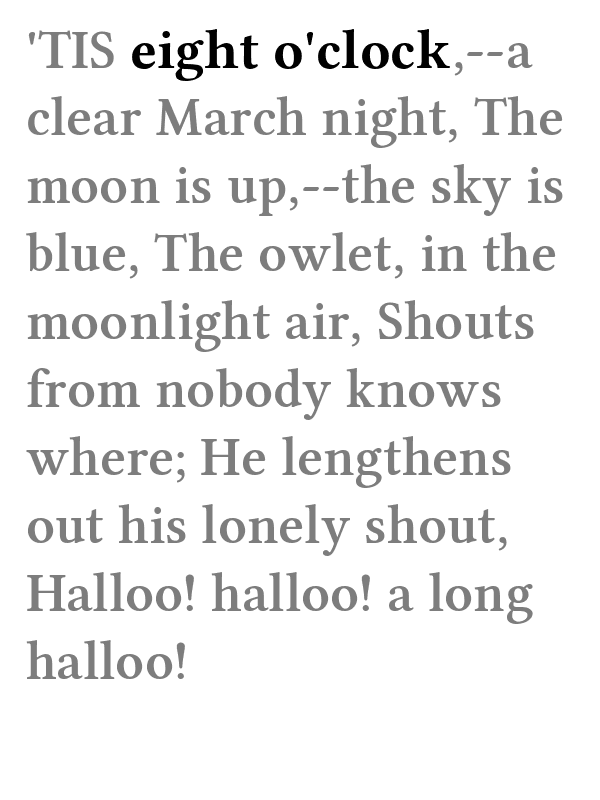 'TIS eight o'clock,--a
clear March night, The
moon is up,--the sky is
blue, The owlet, in the
moonlight air, Shouts
from nobody knows
where; He lengthens
out his lonely shout,
Halloo! halloo! a long
halloo!